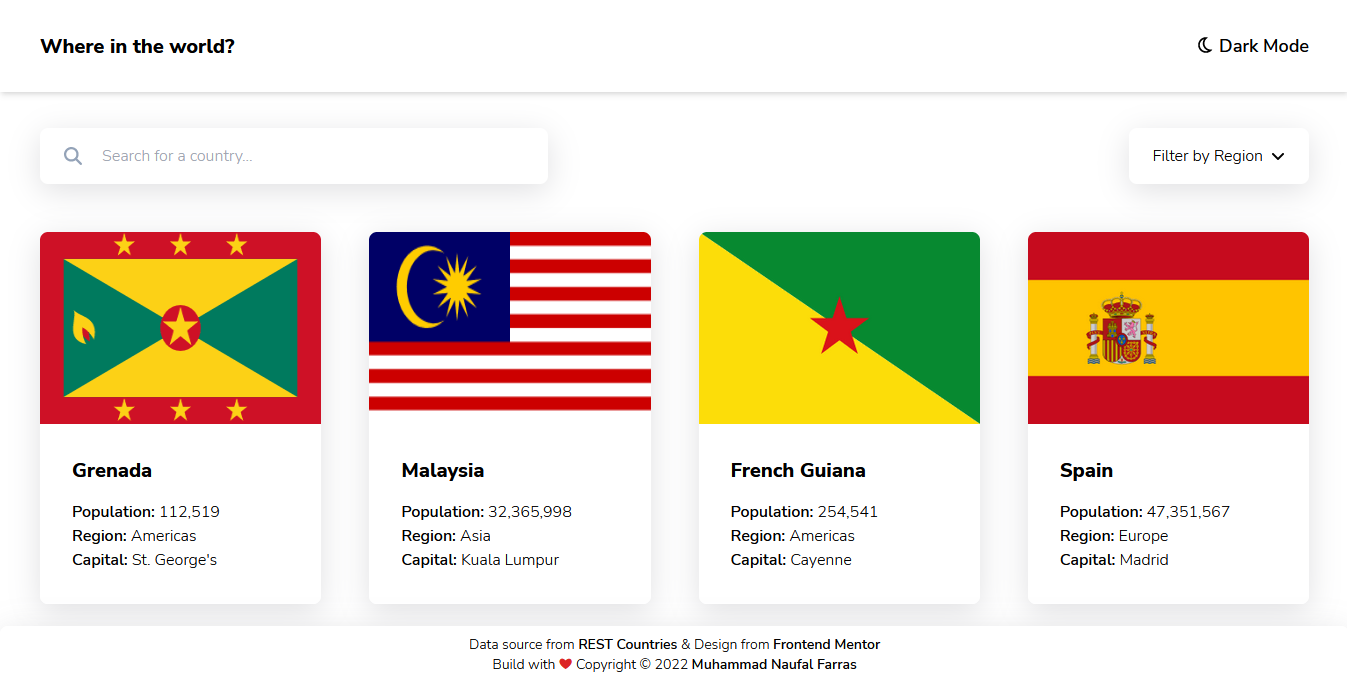 Where in the world?
Dark Mode
Search for a country...
Filter by Region
Grenada
Population: 112,519
Region: Americas
Capital: St. George's
Malaysia
Population: 32,365,998
Region: Asia
Capital: Kuala Lumpur
French Guiana
Population: 254,541
Region: Americas
Capital: Cayenne
Spain
Population: 47,351,567
Region: Europe
Capital: Madrid
Data source from REST Countries & Design from Frontend Mentor
Build with ❤ Copyright © 2022 Muhammad Naufal Farras